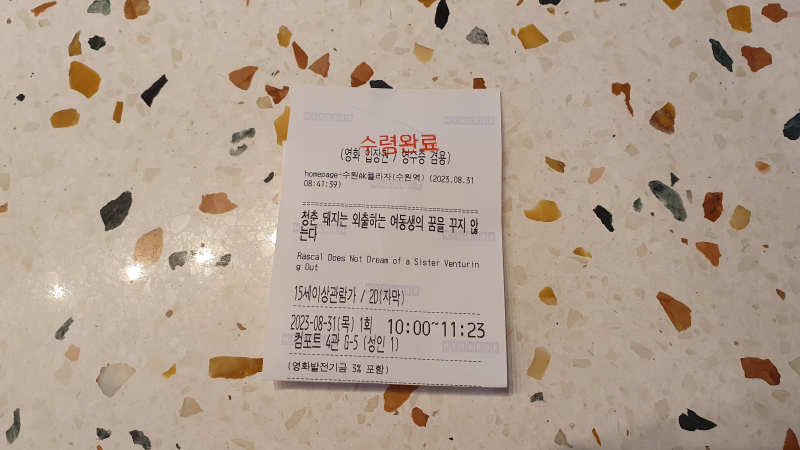 수령완료
(영화 입장권 / 영수증 겸용)
homepage-수원AK플라자(수원역) (2023.08.31
08:41:39)
청춘 돼지는 외출하는 여동생의 꿈을 꾸지 않
는다
Rascal Does Not Dream of a Sister Venturin
g Out
15세이상관람가 / 2D(자막)
2023-08-31(목) 1회 10:00~11:23
컴포트 4관 G-5 (성인 1)
(영화발전기금 3% 포함)